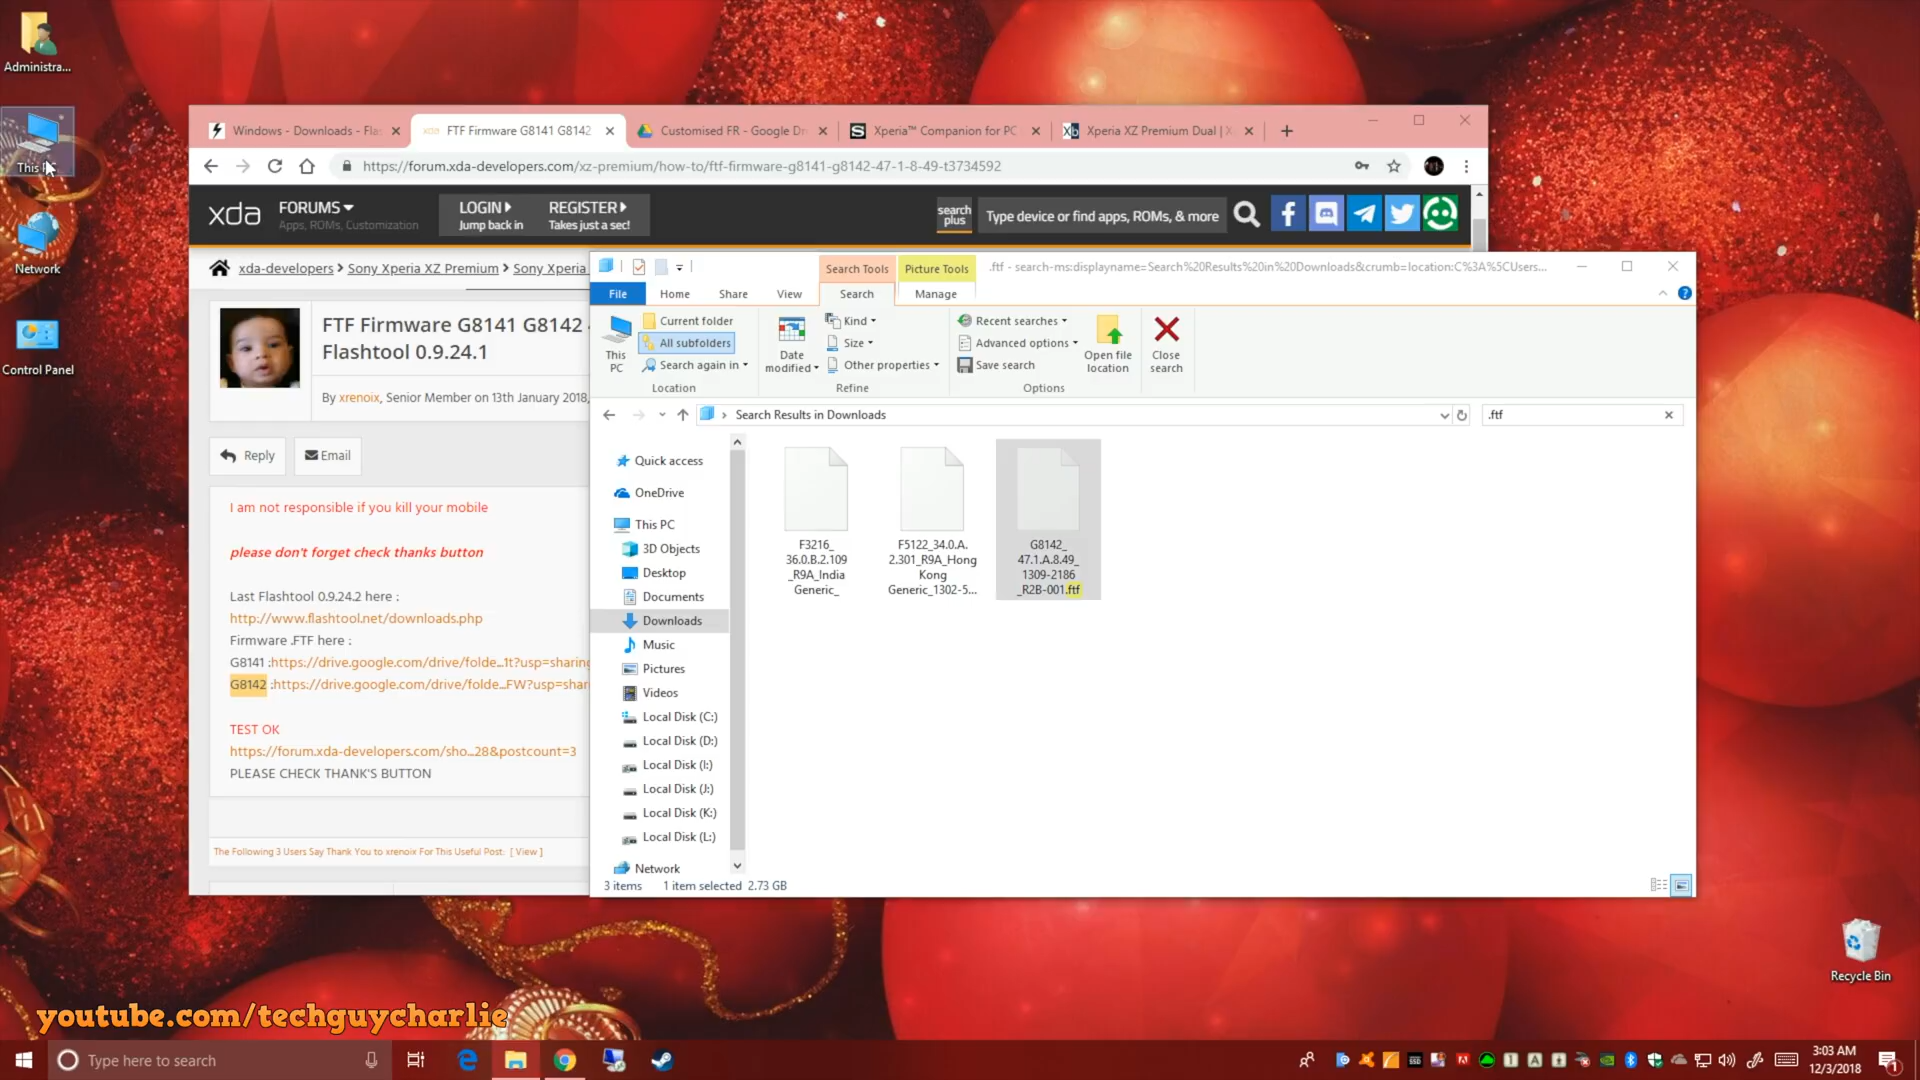 Administra...
This PC
Network
Control Panel
Windows - Downloads - Fla
FTF Firmware G8141 G8142
Customised FR - Google Dr
Xperia™ Companion for PC
Xperia XZ Premium Dual | X
https://forum.xda-developers.com/xz-premium/how-to/ftf-firmware-g8141-g8142-47-1-8-49-t3734592
xda
FORUMS
Apps, ROMs, Customization
LOGIN
Jump back in
REGISTER
Takes just a sec!
search plus
Type device or find apps, ROMs, & more
xda-developers > Sony Xperia XZ Premium > Sony Xperia
FTF Firmware G8141 G8142
Flashtool 0.9.24.1
By xrenoix, Senior Member on 13th January 2018,
Reply
Email
I am not responsible if you kill your mobile
please don't forget check thanks button
Last Flashtool 0.9.24.2 here :
http://www.flashtool.net/downloads.php
Firmware .FTF here :
G8141 :https://drive.google.com/drive/folde...1t?usp=sharing
G8142 :https://drive.google.com/drive/folde...FW?usp=shar
TEST OK
https://forum.xda-developers.com/sho...28&postcount=3
PLEASE CHECK THANK'S BUTTON
The Following 3 Users Say Thank You to xrenoix For This Useful Post: [ View ]
Search Tools
Picture Tools
.ftf - search-ms:displayname=Search%20Results%20in%20Downloads&crumb=location:C%3A%5CUsers...
File
Home
Share
View
Search
Manage
This PC
Current folder
All subfolders
Search again in
Location
Date modified
Kind
Size
Other properties
Refine
Recent searches
Advanced options
Save search
Options
Open file location
Close search
Search Results in Downloads
.ftf
Quick access
OneDrive
This PC
3D Objects
Desktop
Documents
Downloads
Music
Pictures
Videos
Local Disk (C:)
Local Disk (D:)
Local Disk (I:)
Local Disk (J:)
Local Disk (K:)
Local Disk (L:)
Network
F3216_
36.0.B.2.109
_R9A_India
Generic_
F5122_34.0.A.
2.301_R9A_Hong
Kong
Generic_1302-5...
G8142_
47.1.A.8.49_
1309-2186
_R2B-001.ftf
3 items
1 item selected 2.73 GB
Recycle Bin
youtube.com/techguycharlie
Type here to search
3:03 AM
12/3/2018